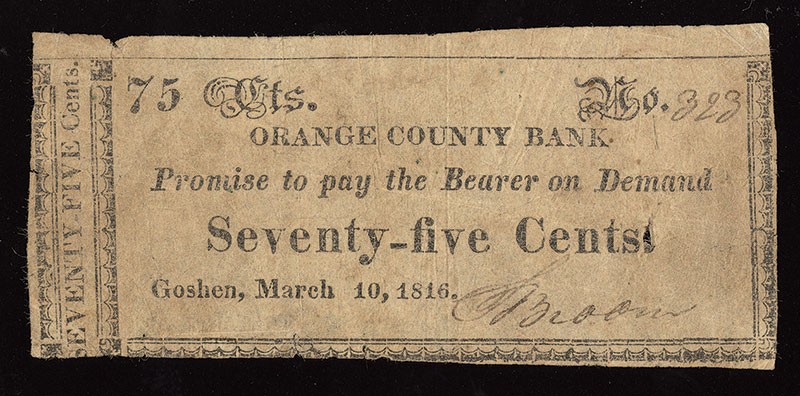 SEVENTY-FIVE Cents.
75 Cts. No. 323
ORANGE COUNTY BANK.
Promise to pay the Bearer on Demand
Seventy-five Cents.
Goshen, March 10, 1816.
Broom